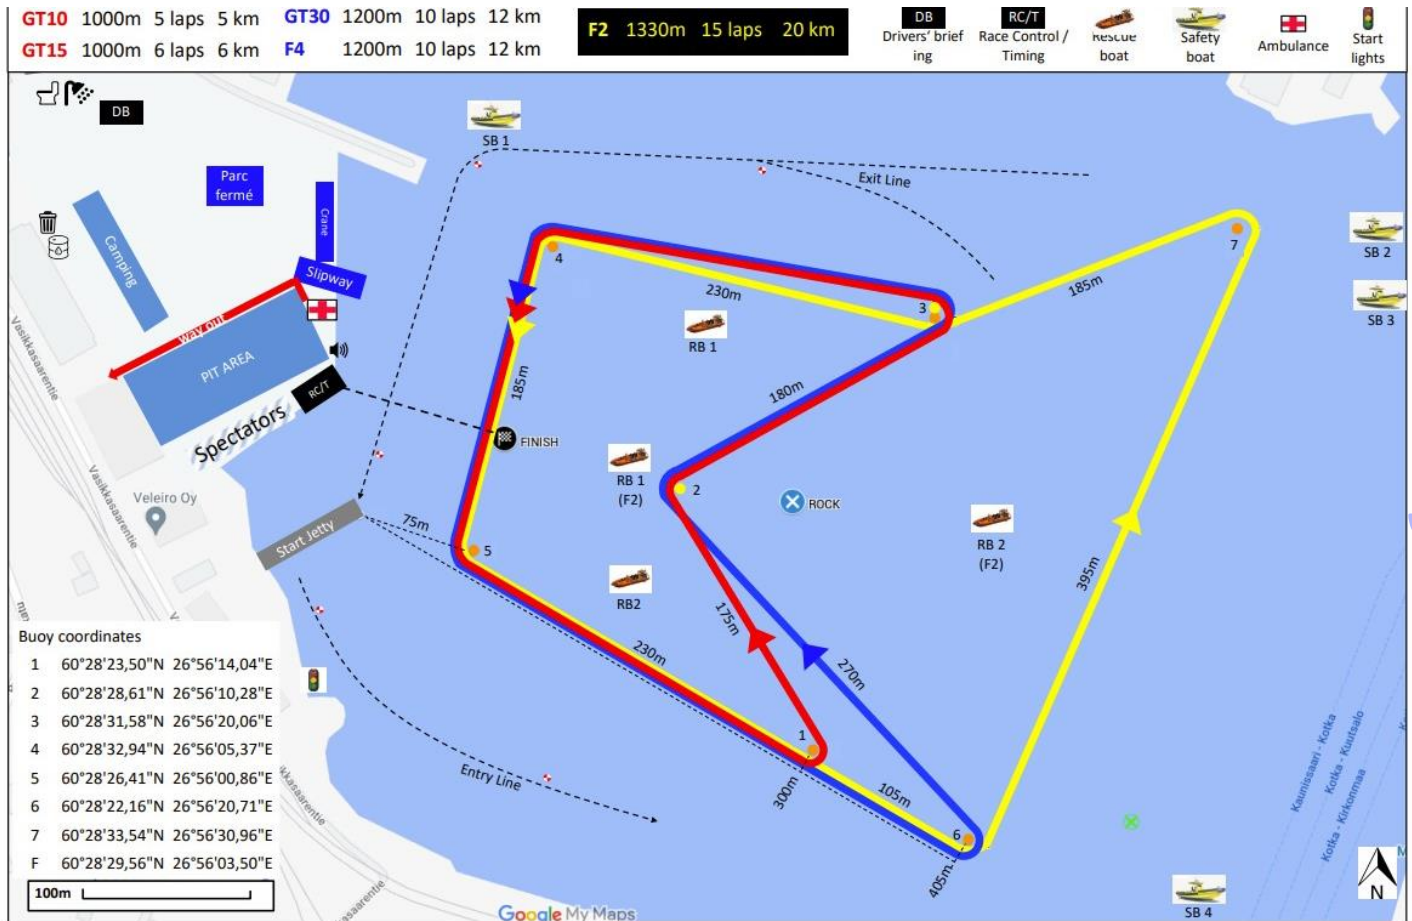 GT10 1000m 5 laps 5 km
GT15 1000m 6 laps 6 km
GT30 1200m 10 laps 12 km
F4 1200m 10 laps 12 km
F2 1330m 15 laps 20 km
DB
Drivers' brief
ing
RC/T
Race Control /
Timing
Rescue
boat
Safety
boat
Ambulance
Start
lights
DB
SB 1
Parc
fermé
Crane
Exit Line
Camping
Slipway
4
7
SB 2
230m
3
185m
SB 3
way out
RB 1
PIT AREA
RC/T
185m
180m
Spectators
FINISH
Vasikkasaarentie
RB 1
(F2)
2
ROCK
Veleiro Oy
Vasikkasaarentie
Start Jetty
75m
5
RB 2
(F2)
395m
RB2
175m
230m
270m
1
Entry Line
300m
105m
6
405m
Kaunissaari - Kotka
Kotka - Kuutsalo
Kotka - Kirkonmaa
Buoy coordinates
1 60°28'23,50"N 26°56'14,04"E
2 60°28'28,61"N 26°56'10,28"E
3 60°28'31,58"N 26°56'20,06"E
4 60°28'32,94"N 26°56'05,37"E
5 60°28'26,41"N 26°56'00,86"E
6 60°28'22,16"N 26°56'20,71"E
7 60°28'33,54"N 26°56'30,96"E
F 60°28'29,56"N 26°56'03,50"E
100m
Google My Maps
SB 4
N